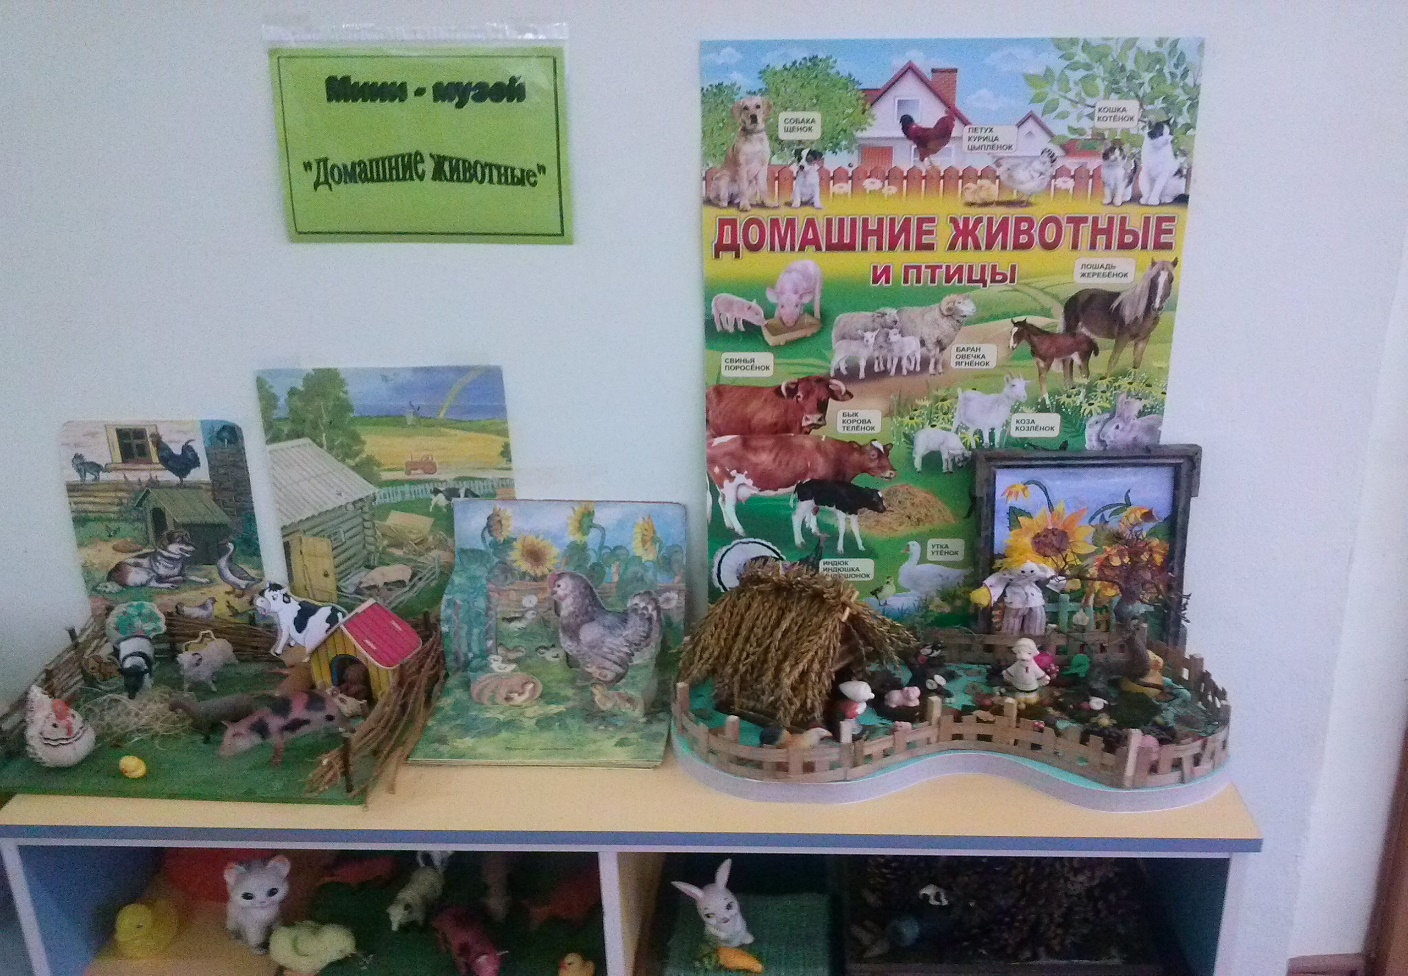 Мини - музей
"Домашние животные"
СОБАКА
ЩЕНОК
ПЕТУХ
КУРИЦА
ЦЫПЛЁНОК
КОШКА
КОТЁНОК
ДОМАШНИЕ ЖИВОТНЫЕ
И ПТИЦЫ
ЛОШАДЬ
ЖЕРЕБЁНОК
СВИНЬЯ
ПОРОСЁНОК
БАРАН
ОВЕЧКА
ЯГНЁНОК
БЫК
КОРОВА
ТЕЛЁНОК
КОЗА
КОЗЛЁНОК
УТКА
УТЁНОК
ИНДЮК
ИНДЮШКА